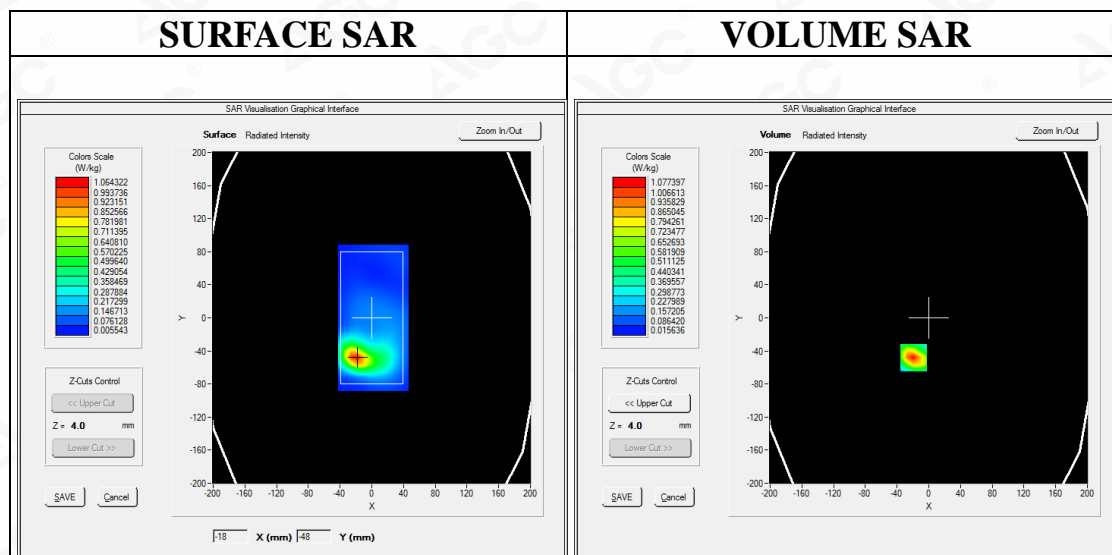 SURFACE SAR
VOLUME SAR
SAR Visualisation Graphical Interface
Surface Radiated Intensity
Zoom In/Out
Colors Scale
(W/kg)
1.064322
0.993736
0.923151
0.852566
0.781981
0.711395
0.640810
0.570225
0.499640
0.429054
0.358469
0.287884
0.217299
0.146713
0.076128
0.005543
Z-Cuts Control
<< Upper Cut
Z = 4.0 mm
Lower Cut >>
SAVE Cancel
200
160
120
80
40
0
-40
-80
-120
-160
-200
Y
-200 -160 -120 -80 -40 0 40 80 120 160 200
X
-18 X (mm) -48 Y (mm)
SAR Visualisation Graphical Interface
Volume Radiated Intensity
Zoom In/Out
Colors Scale
(W/kg)
1.077397
1.006613
0.935829
0.865045
0.794261
0.723477
0.652693
0.581909
0.511125
0.440341
0.369557
0.298773
0.227989
0.157205
0.086420
0.015636
Z-Cuts Control
<< Upper Cut
Z = 4.0 mm
Lower Cut >>
SAVE Cancel
200
160
120
80
40
0
-40
-80
-120
-160
-200
Y
-200 -160 -120 -80 -40 0 40 80 120 160 200
X
AGC